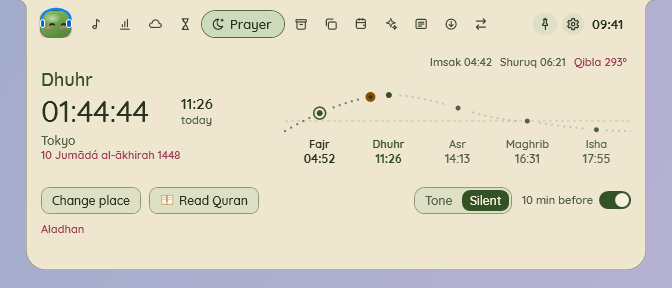 Prayer
09:41
Imsak 04:42 Shuruq 06:21 Qibla 293°
Dhuhr
01:44:44
11:26
today
Tokyo
10 Jumādá al-ākhirah 1448
Fajr Dhuhr Asr Maghrib Isha
04:52 11:26 14:13 16:31 17:55
Change place
Read Quran
Tone Silent
10 min before
Aladhan